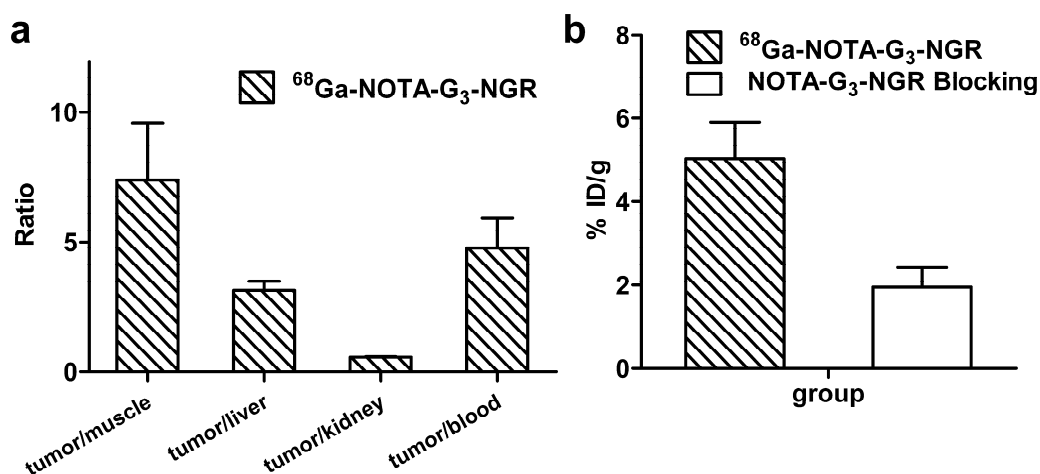 a
⁶⁸Ga-NOTA-G₃-NGR
10
5
0
Ratio
tumor/muscle
tumor/liver
tumor/kidney
tumor/blood
b
⁶⁸Ga-NOTA-G₃-NGR
NOTA-G₃-NGR Blocking
8
6
4
2
0
% ID/g
group